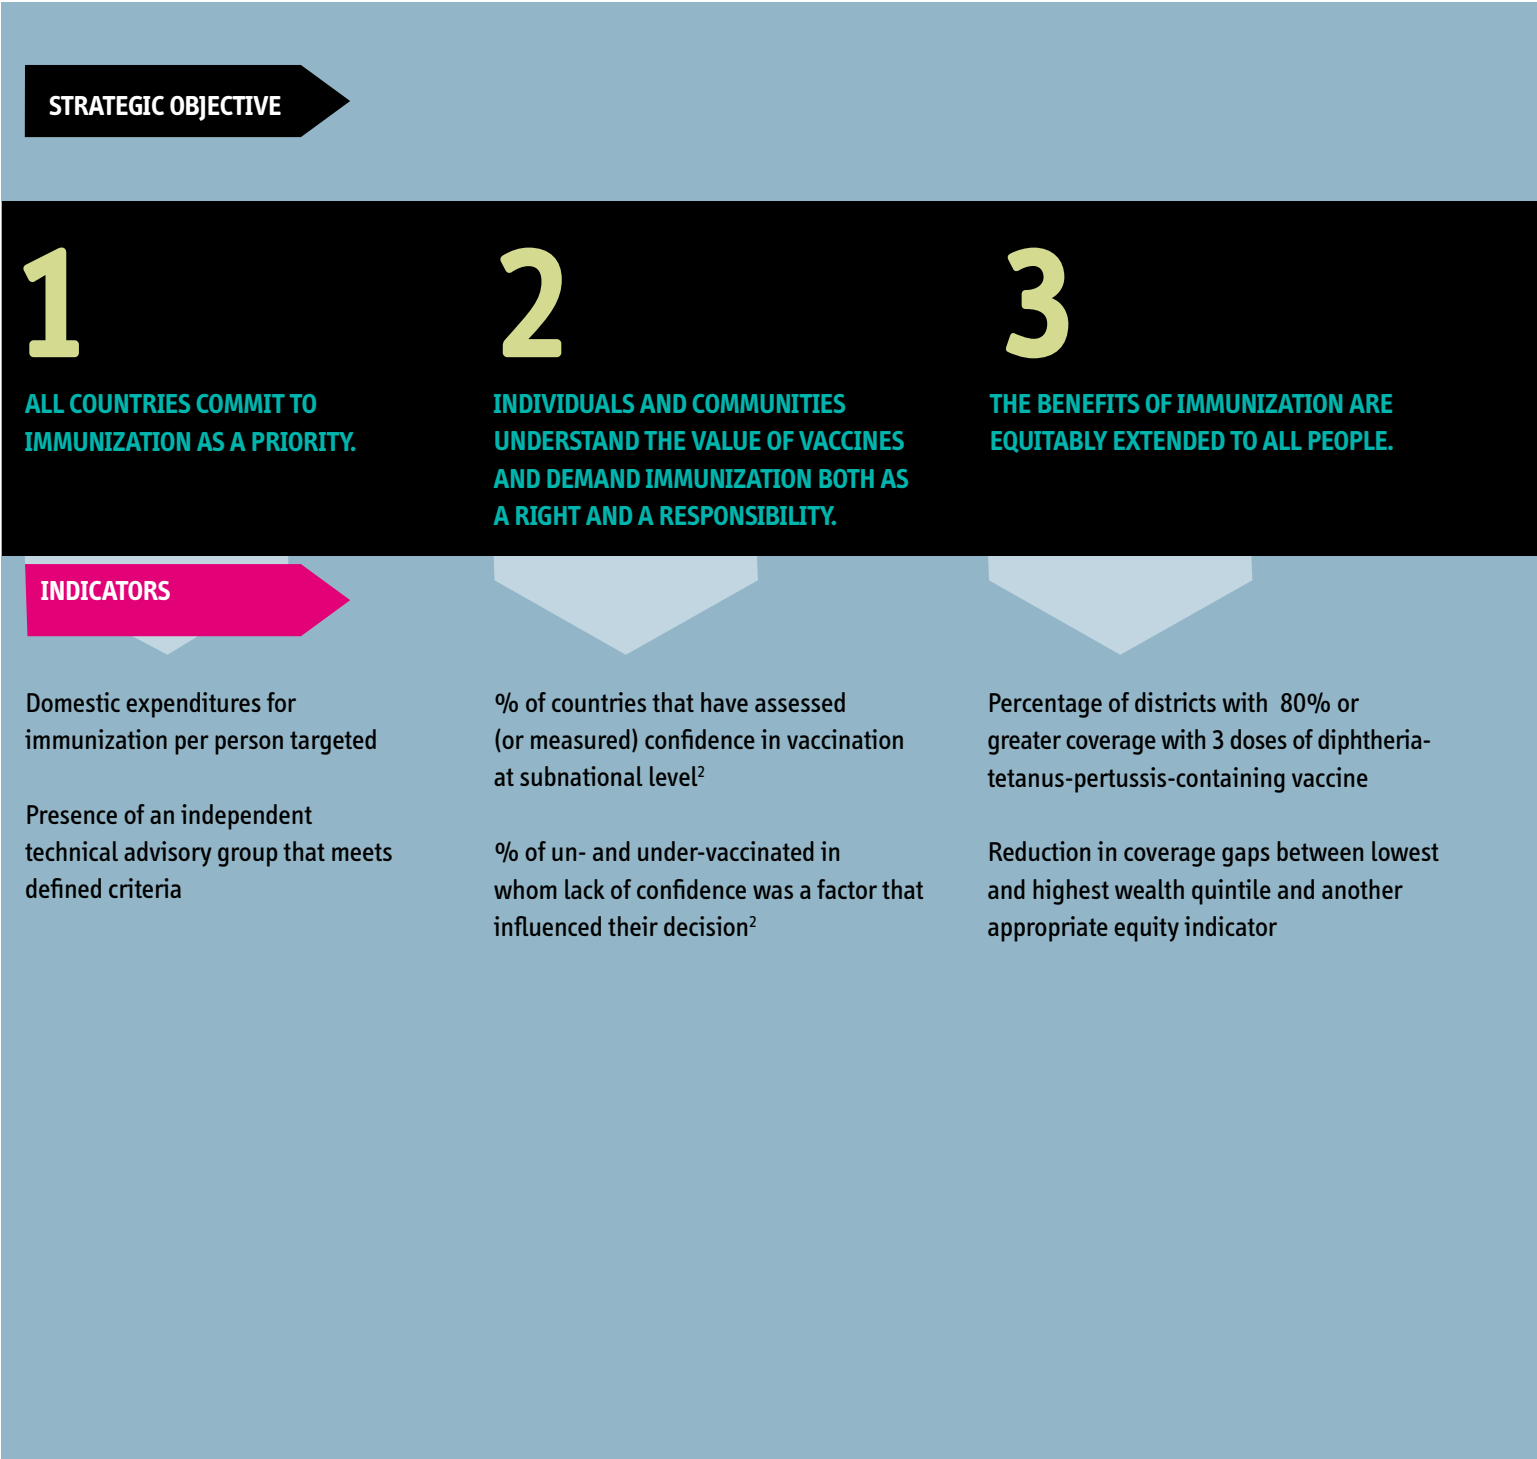 STRATEGIC OBJECTIVE
1
ALL COUNTRIES COMMIT TO
IMMUNIZATION AS A PRIORITY.
2
INDIVIDUALS AND COMMUNITIES
UNDERSTAND THE VALUE OF VACCINES
AND DEMAND IMMUNIZATION BOTH AS
A RIGHT AND A RESPONSIBILITY.
3
THE BENEFITS OF IMMUNIZATION ARE
EQUITABLY EXTENDED TO ALL PEOPLE.
INDICATORS
Domestic expenditures for
immunization per person targeted
Presence of an independent
technical advisory group that meets
defined criteria
% of countries that have assessed
(or measured) confidence in vaccination
at subnational level²
% of un- and under-vaccinated in
whom lack of confidence was a factor that
influenced their decision²
Percentage of districts with  80% or
greater coverage with 3 doses of diphtheria-
tetanus-pertussis-containing vaccine
Reduction in coverage gaps between lowest
and highest wealth quintile and another
appropriate equity indicator